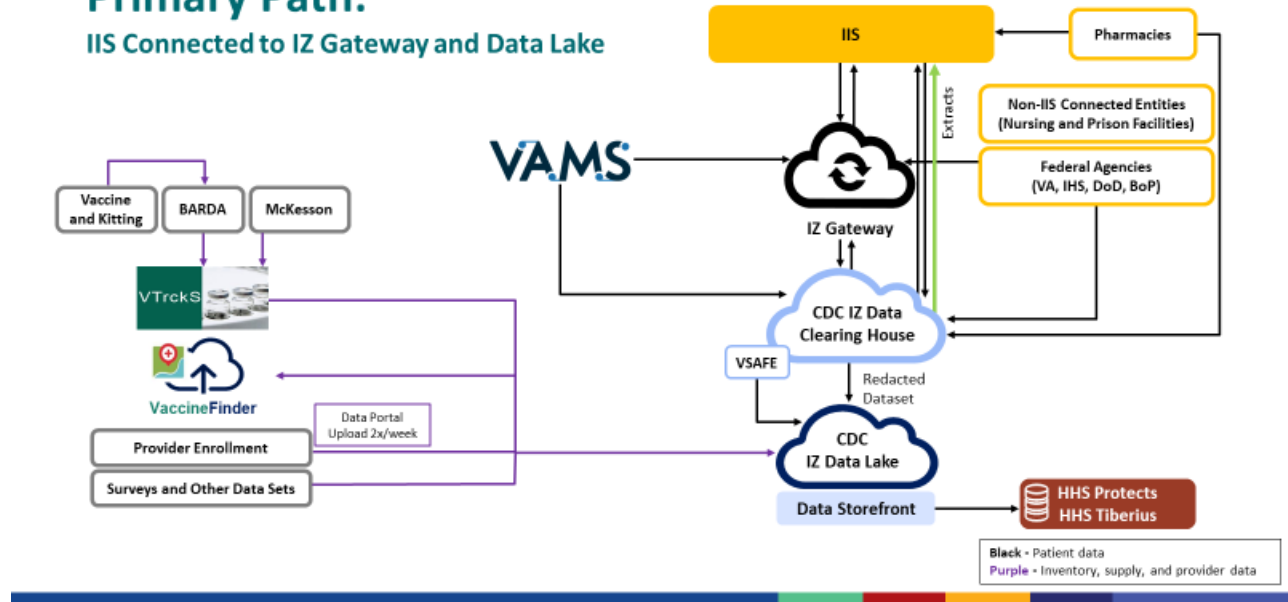 Primary Path:
IIS Connected to IZ Gateway and Data Lake
IIS
Pharmacies
Extracts
Non-IIS Connected Entities
(Nursing and Prison Facilities)
Federal Agencies
(VA, IHS, DoD, BoP)
VAMS
IZ Gateway
Vaccine
and Kitting
BARDA
McKesson
VTrckS
VaccineFinder
CDC IZ Data
Clearing House
VSAFE
Redacted
Dataset
Data Portal
Upload 2x/week
Provider Enrollment
Surveys and Other Data Sets
CDC
IZ Data Lake
Data Storefront
HHS Protects
HHS Tiberius
Black - Patient data
Purple - Inventory, supply, and provider data